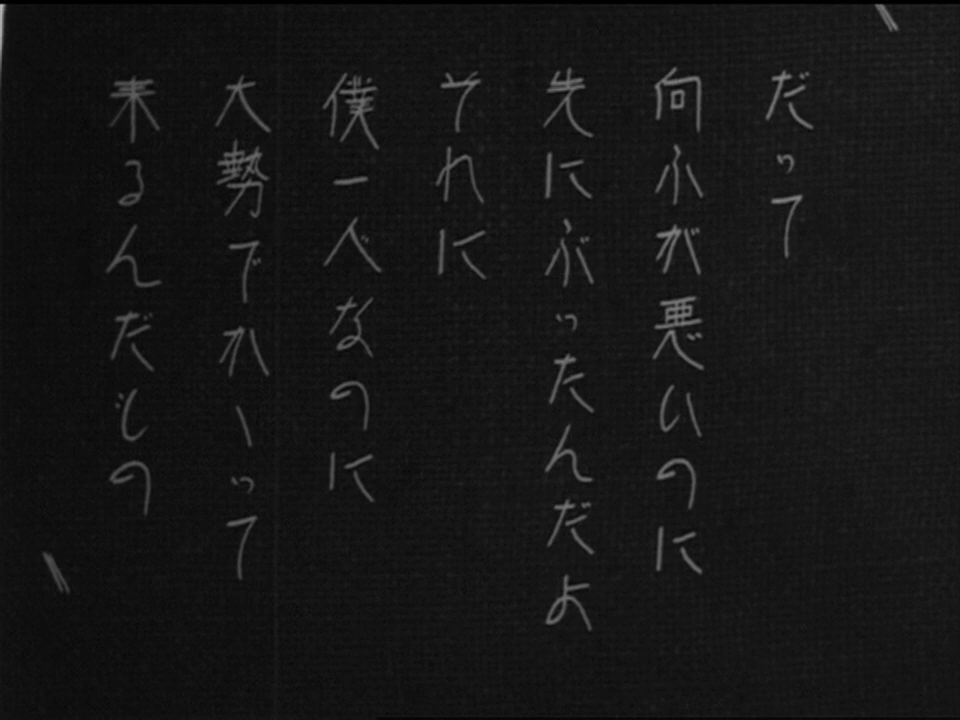 だって
向ふが悪いのに
先にぶったんだよ
それに
僕一人なのに
大勢でかゝって
来るんだもの